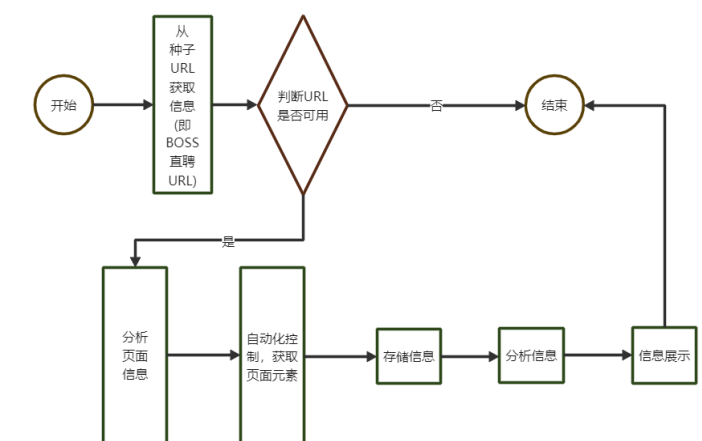 开始
从
种子
URL
获取
信息
(即
BOSS
直聘
URL)
判断URL
是否可用
否
结束
是
分析
页面
信息
自动化控
制，获取
页面元素
存储信息
分析信息
信息展示